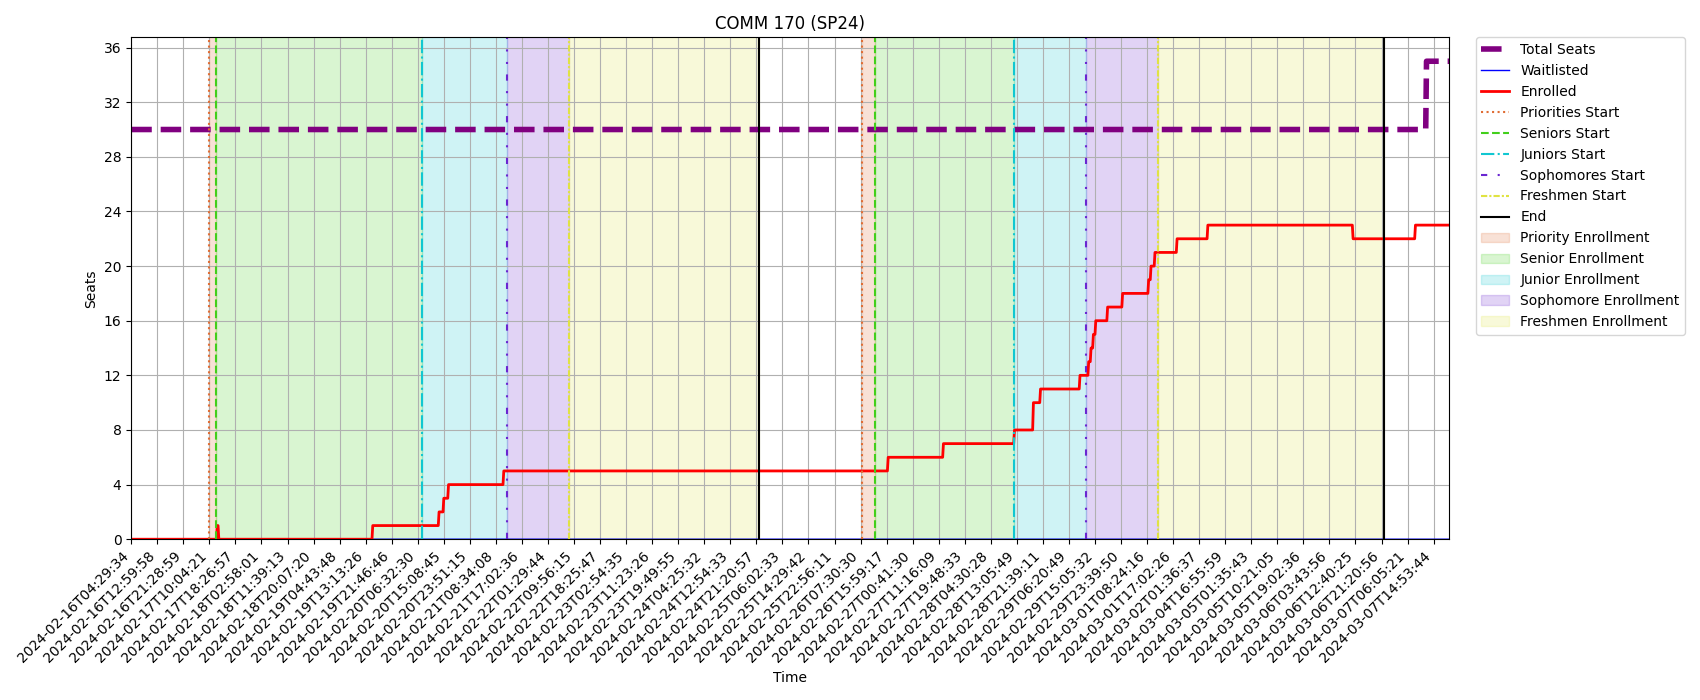 COMM 170 (SP24)
Seats
36
32
28
24
20
16
12
8
4
0
2024-02-16T04:29:34
2024-02-16T12:59:58
2024-02-16T21:28:59
2024-02-17T10:04:21
2024-02-17T18:26:57
2024-02-18T02:58:01
2024-02-18T11:39:13
2024-02-18T20:07:20
2024-02-19T04:43:48
2024-02-19T13:13:26
2024-02-19T21:46:46
2024-02-20T06:32:30
2024-02-20T15:08:45
2024-02-20T23:51:15
2024-02-21T08:34:08
2024-02-21T17:02:36
2024-02-22T01:29:44
2024-02-22T09:56:15
2024-02-22T18:25:47
2024-02-23T02:54:35
2024-02-23T11:23:26
2024-02-23T19:49:55
2024-02-24T04:25:32
2024-02-24T12:54:33
2024-02-24T21:20:57
2024-02-25T06:02:33
2024-02-25T14:29:42
2024-02-25T22:56:11
2024-02-26T07:30:30
2024-02-26T15:59:17
2024-02-27T00:41:30
2024-02-27T11:16:09
2024-02-27T19:48:33
2024-02-28T04:30:28
2024-02-28T13:05:49
2024-02-28T21:39:11
2024-02-29T06:20:49
2024-02-29T15:05:32
2024-02-29T23:39:50
2024-03-01T08:24:16
2024-03-01T17:02:26
2024-03-02T01:36:37
2024-03-04T16:55:59
2024-03-05T01:35:43
2024-03-05T10:21:05
2024-03-05T19:02:36
2024-03-06T03:43:56
2024-03-06T12:40:25
2024-03-06T21:20:56
2024-03-07T06:05:21
2024-03-07T14:53:44
Time
Total Seats
Waitlisted
Enrolled
Priorities Start
Seniors Start
Juniors Start
Sophomores Start
Freshmen Start
End
Priority Enrollment
Senior Enrollment
Junior Enrollment
Sophomore Enrollment
Freshmen Enrollment